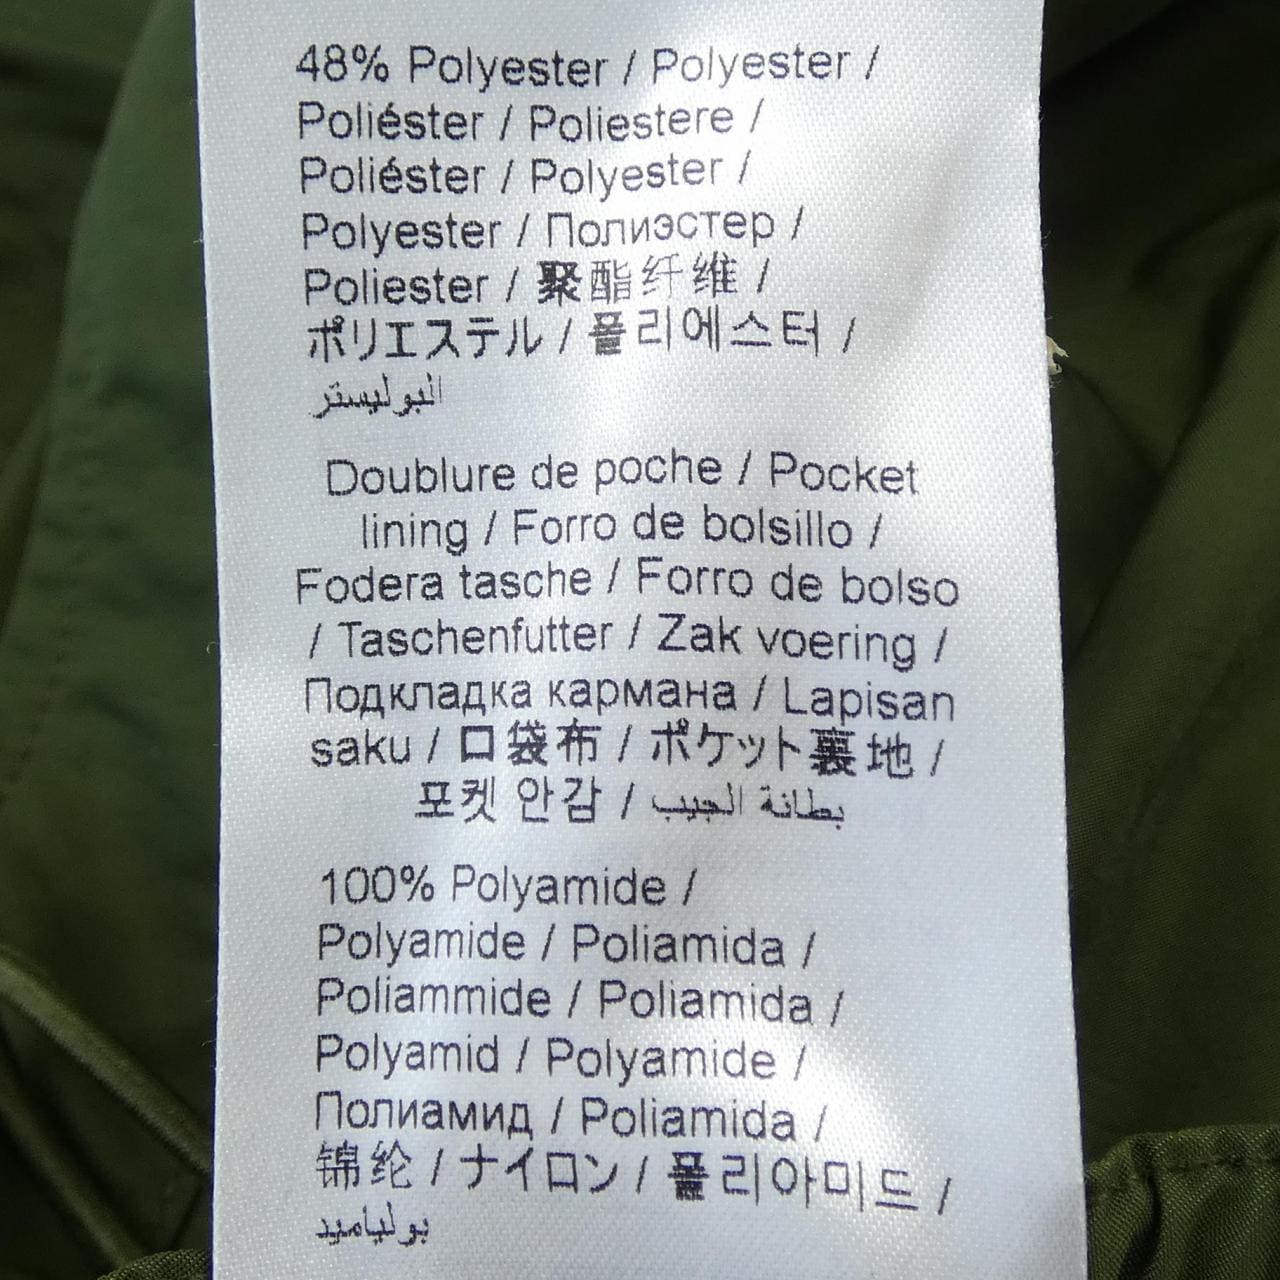 48% Polyester / Polyester /
Poliéster / Poliestere /
Poliéster / Polyester /
Polyester / Полиэстер /
Poliester / 聚酯纤维 /
ポリエステル / 폴리에스터 /
البوليستر
Doublure de poche / Pocket
lining / Forro de bolsillo /
Fodera tasche / Forro de bolso
/ Taschenfutter / Zak voering /
Подкладка кармана / Lapisan
saku / 口袋布 / ポケット裏地 /
포켓 안감 / بطانة الجيب
100% Polyamide /
Polyamide / Poliamida /
Poliammide / Poliamida /
Polyamid / Polyamide /
Полиамид / Poliamida /
锦纶 / ナイロン / 폴리아미드 /
بولياميد